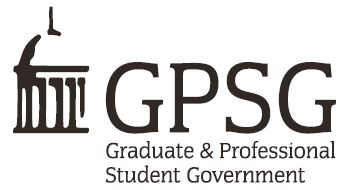 GPSG
Graduate & Professional
Student Government